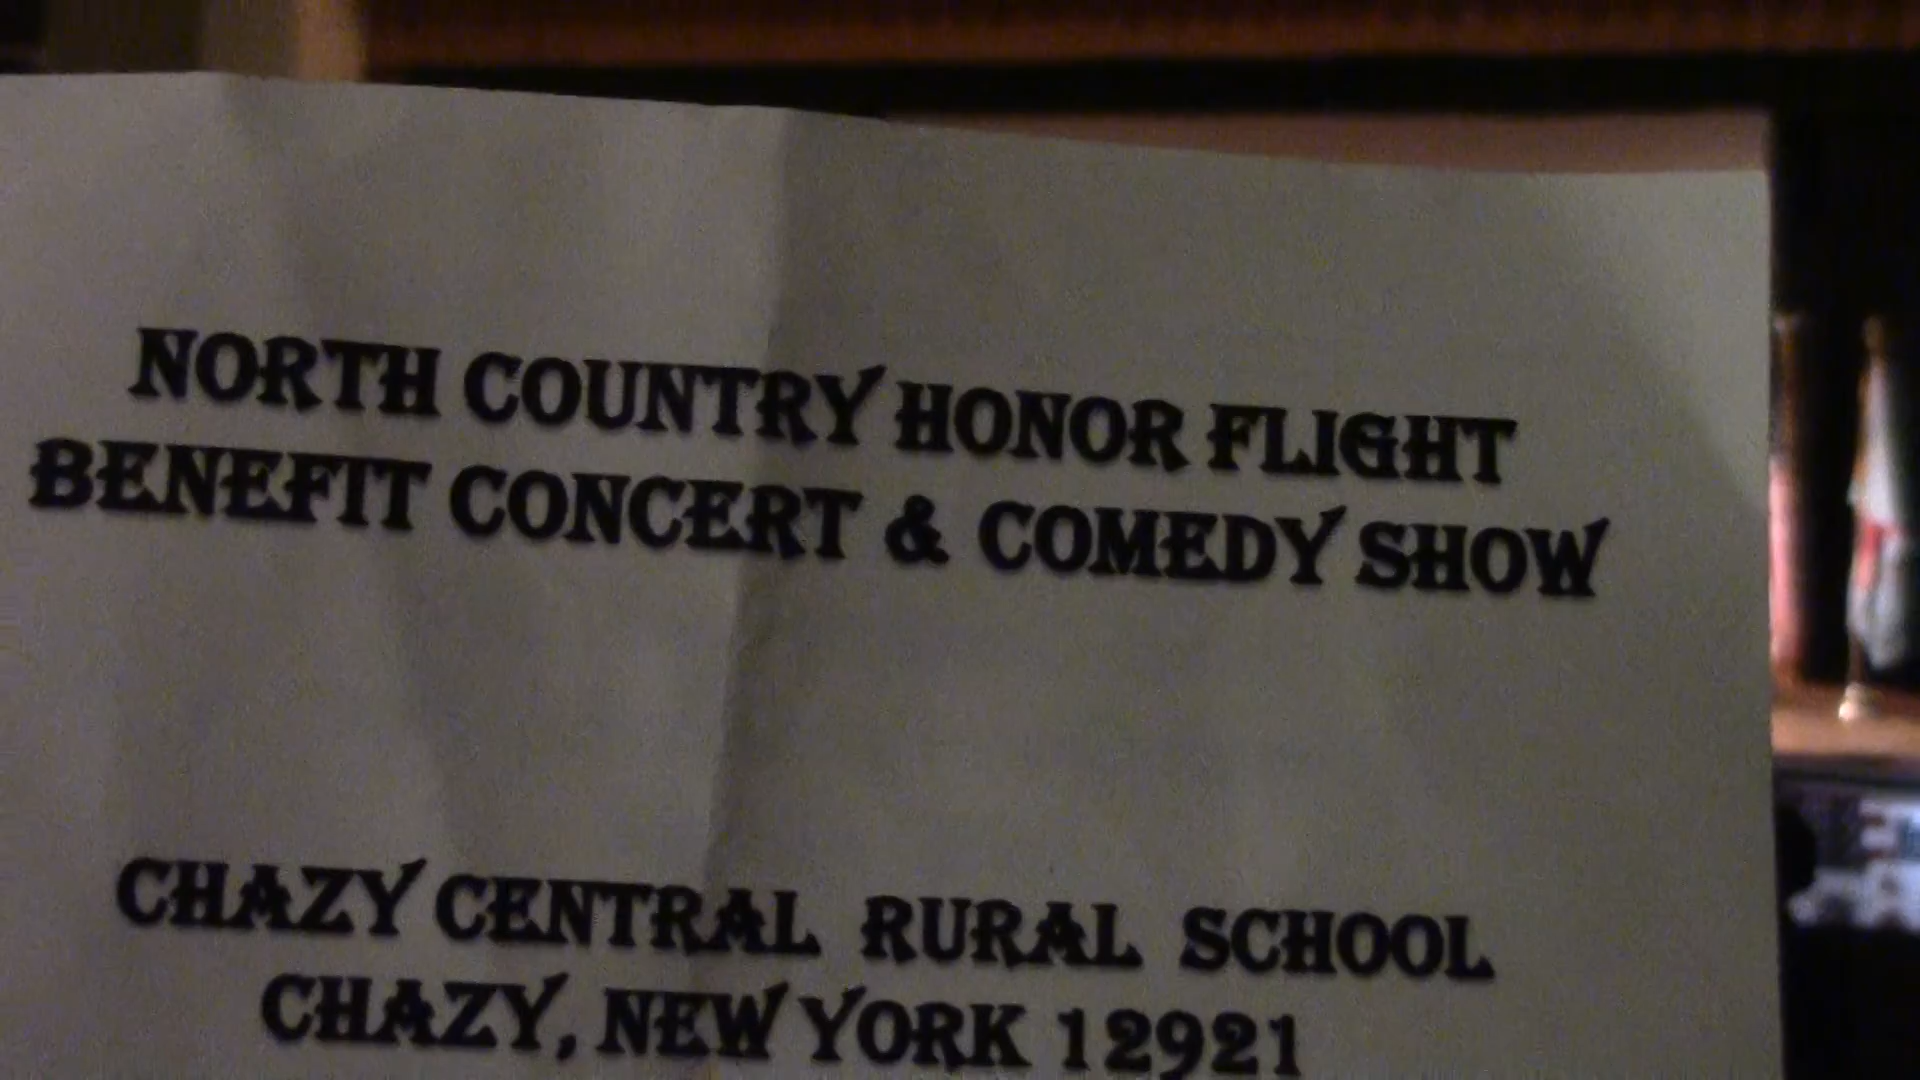 NORTH COUNTRY HONOR FLIGHT
BENEFIT CONCERT & COMEDY SHOW
CHAZY CENTRAL RURAL SCHOOL
CHAZY, NEW YORK 12921